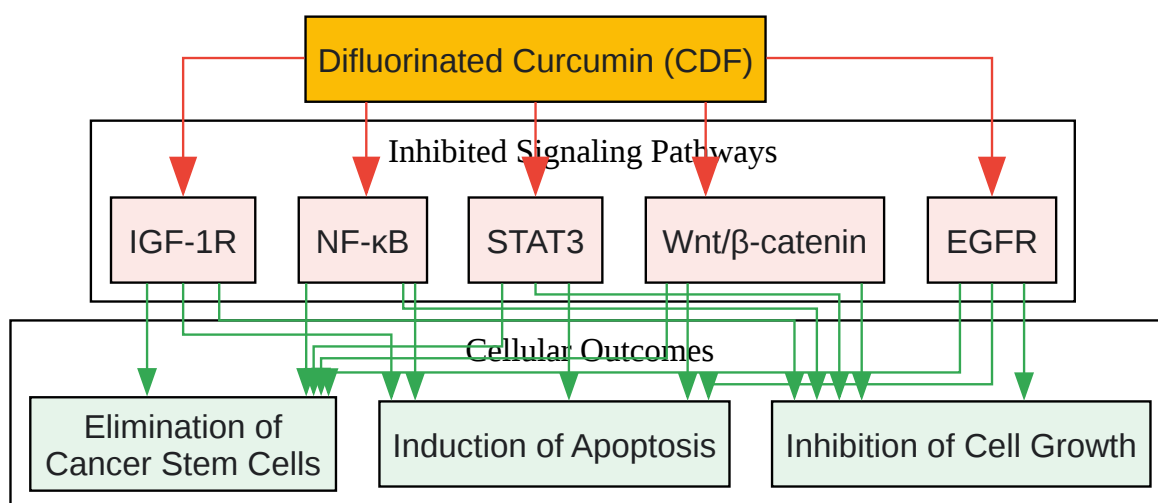 Difluorinated Curcumin (CDF)
Inhibited Signaling Pathways
IGF-1R
NF-κB
STAT3
Wnt/β-catenin
EGFR
Cellular Outcomes
Elimination of
Cancer Stem Cells
Induction of Apoptosis
Inhibition of Cell Growth